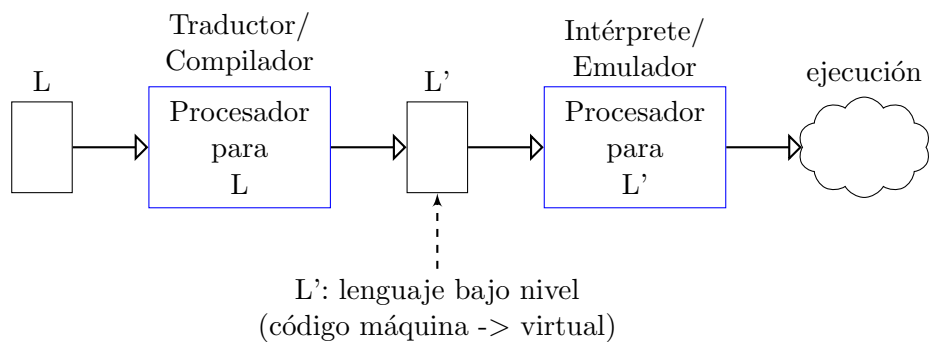 L
Traductor/
Compilador
Procesador
para
L
L'
Intérprete/
Emulador
Procesador
para
L'
ejecución
L': lenguaje bajo nivel
(código máquina -> virtual)